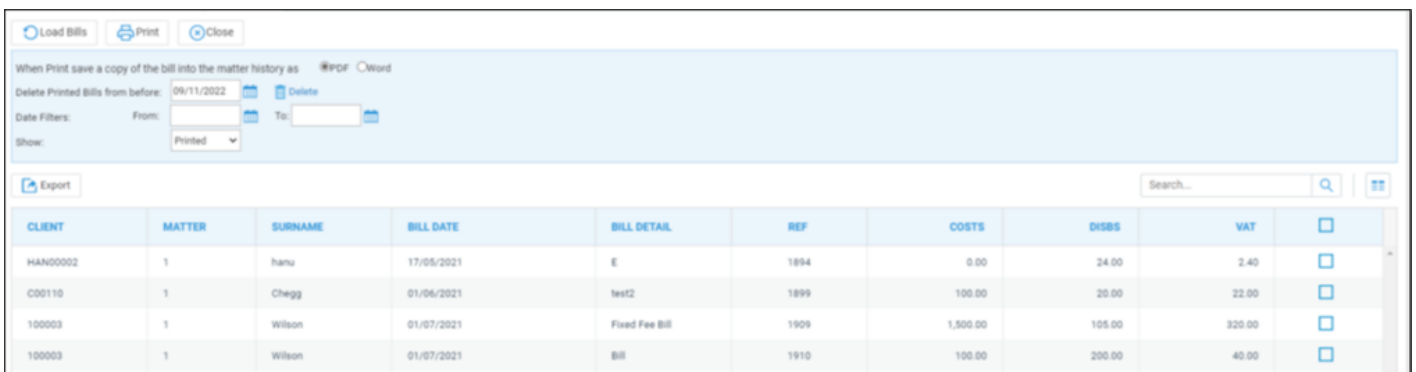 Load Bills Print Close
When Print save a copy of the bill into the matter history as PDF Word
Delete Printed Bills from before: 09/11/2022 Delete
Date Filters: From: To:
Show: Printed
Export Search...
CLIENT MATTER SURNAME BILL DATE BILL DETAIL REF COSTS DISBS VAT
HAN00002 1 hanu 17/05/2021 E 1894 0.00 24.00 2.40
C00110 1 Chegg 01/06/2021 test2 1899 100.00 20.00 22.00
100003 1 Wilson 01/07/2021 Fixed Fee Bill 1909 1,500.00 105.00 320.00
100003 1 Wilson 01/07/2021 Bill 1910 100.00 200.00 40.00